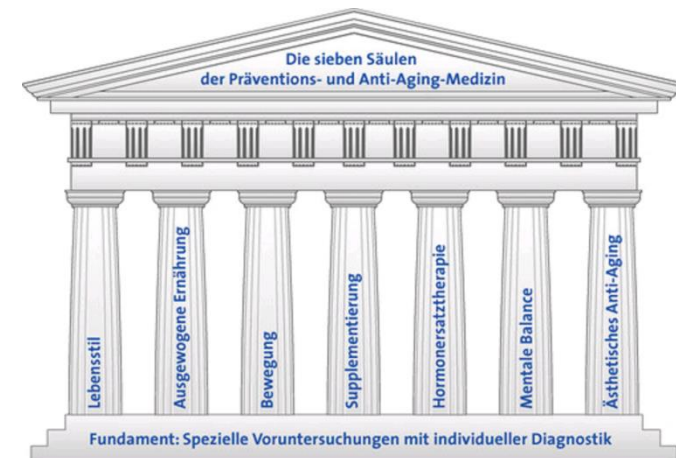 Die sieben Säulen
der Präventions- und Anti-Aging-Medizin
Lebensstil
Ausgewogene Ernährung
Bewegung
Supplementierung
Hormonersatztherapie
Mentale Balance
Ästhetisches Anti-Aging
Fundament: Spezielle Voruntersuchungen mit individueller Diagnostik